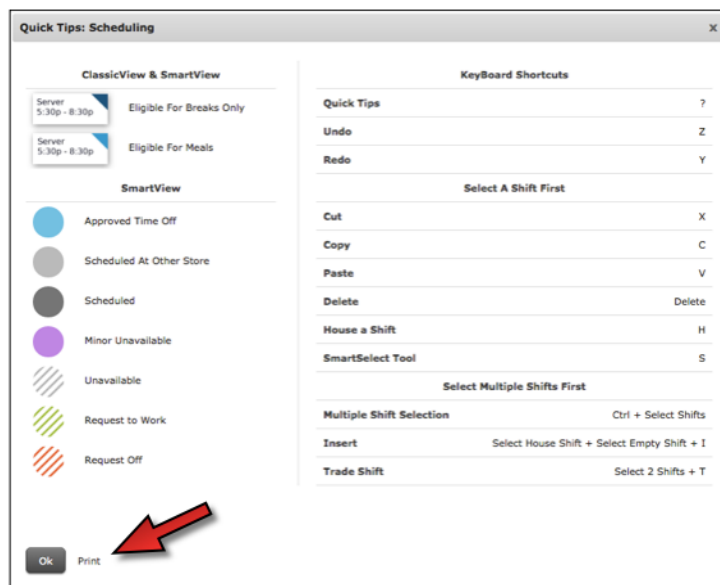 Quick Tips: Scheduling x
ClassicView & SmartView
Server
5:30p - 8:30p
Eligible For Breaks Only
Server
5:30p - 8:30p
Eligible For Meals
SmartView
Approved Time Off
Scheduled At Other Store
Scheduled
Minor Unavailable
Unavailable
Request to Work
Request Off
KeyBoard Shortcuts
Quick Tips ?
Undo Z
Redo Y
Select A Shift First
Cut X
Copy C
Paste V
Delete Delete
House a Shift H
SmartSelect Tool S
Select Multiple Shifts First
Multiple Shift Selection Ctrl + Select Shifts
Insert Select House Shift + Select Empty Shift + I
Trade Shift Select 2 Shifts + T
Ok Print